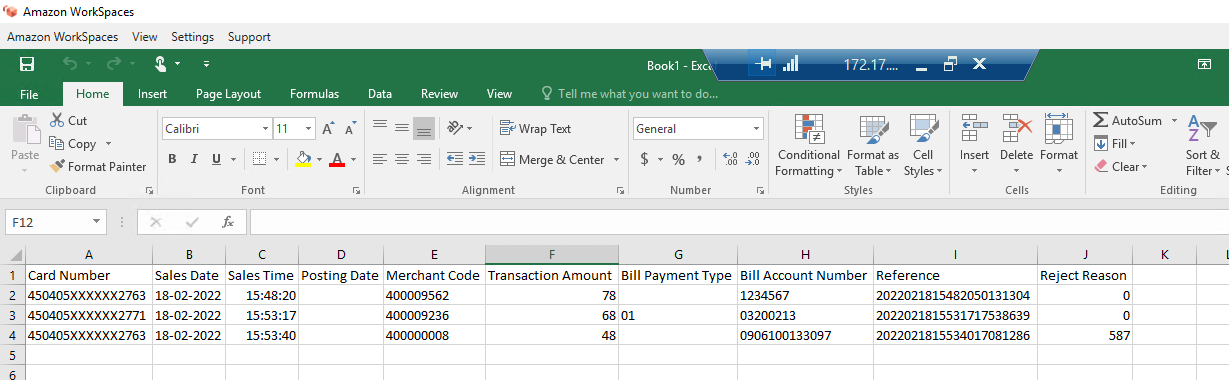 Amazon WorkSpaces
Amazon WorkSpaces View Settings Support
Book1 - Exc
172.17....
File Home Insert Page Layout Formulas Data Review View Tell me what you want to do...
Paste
Cut
Copy
Format Painter
Clipboard
Calibri 11
B I U
Font
Wrap Text
Merge & Center
Alignment
General
$ % ,
Number
Conditional Formatting
Format as Table
Cell Styles
Styles
Insert Delete Format
Cells
AutoSum
Fill
Clear
Sort &
Filter
Editing
F12 fx
A B C D E F G H I J K L
1 Card Number Sales Date Sales Time Posting Date Merchant Code Transaction Amount Bill Payment Type Bill Account Number Reference Reject Reason
2 450405XXXXXX2763 18-02-2022 15:48:20 400009562 78 1234567 2022021815482050131304 0
3 450405XXXXXX2771 18-02-2022 15:53:17 400009236 68 01 03200213 2022021815531717538639 0
4 450405XXXXXX2763 18-02-2022 15:53:40 400000008 48 0906100133097 2022021815534017081286 587
5
6